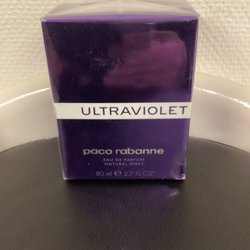 ULTRAVIOLET
paco rabanne
EAU DE PARFUM
NATURAL SPRAY
80 ml ℮ 2.7 FL.OZ.